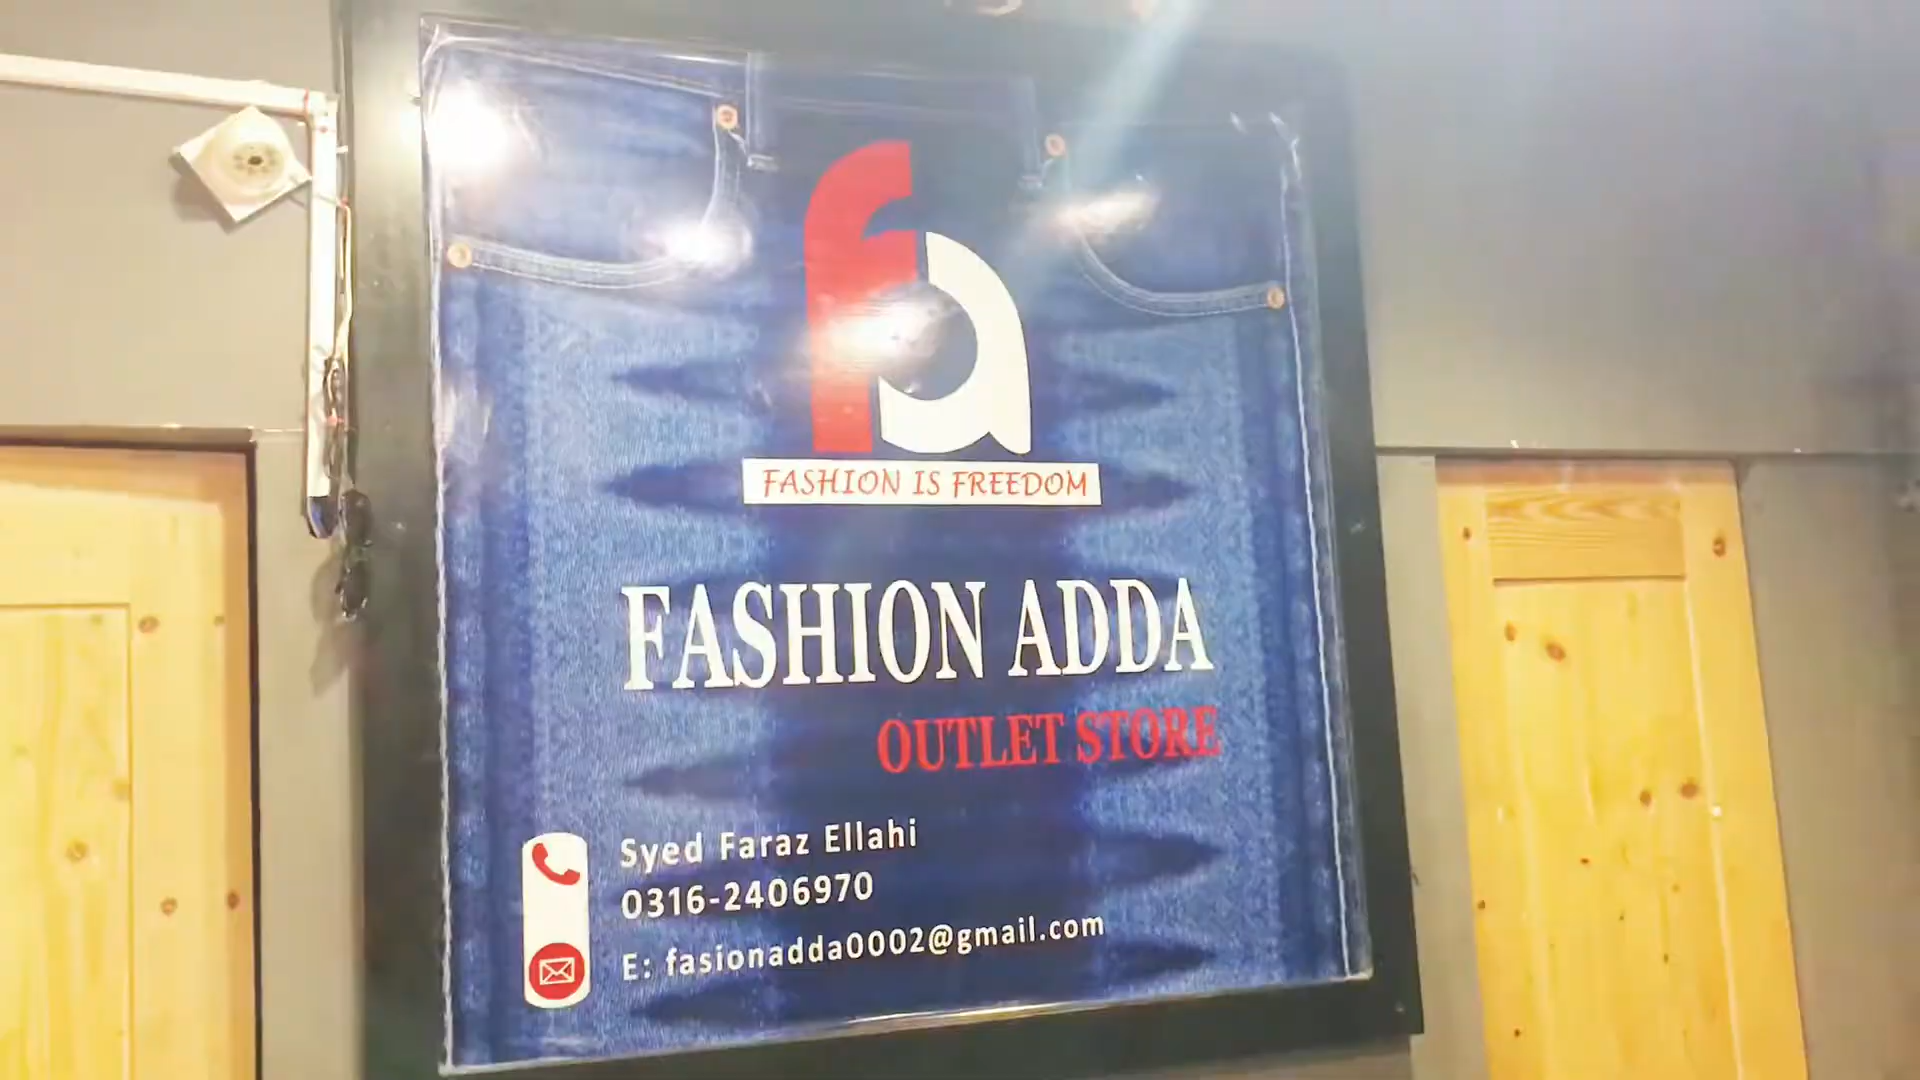 fa
FASHION IS FREEDOM
FASHION ADDA
OUTLET STORE
Syed Faraz Ellahi
0316-2406970
E: fasionadda0002@gmail.com